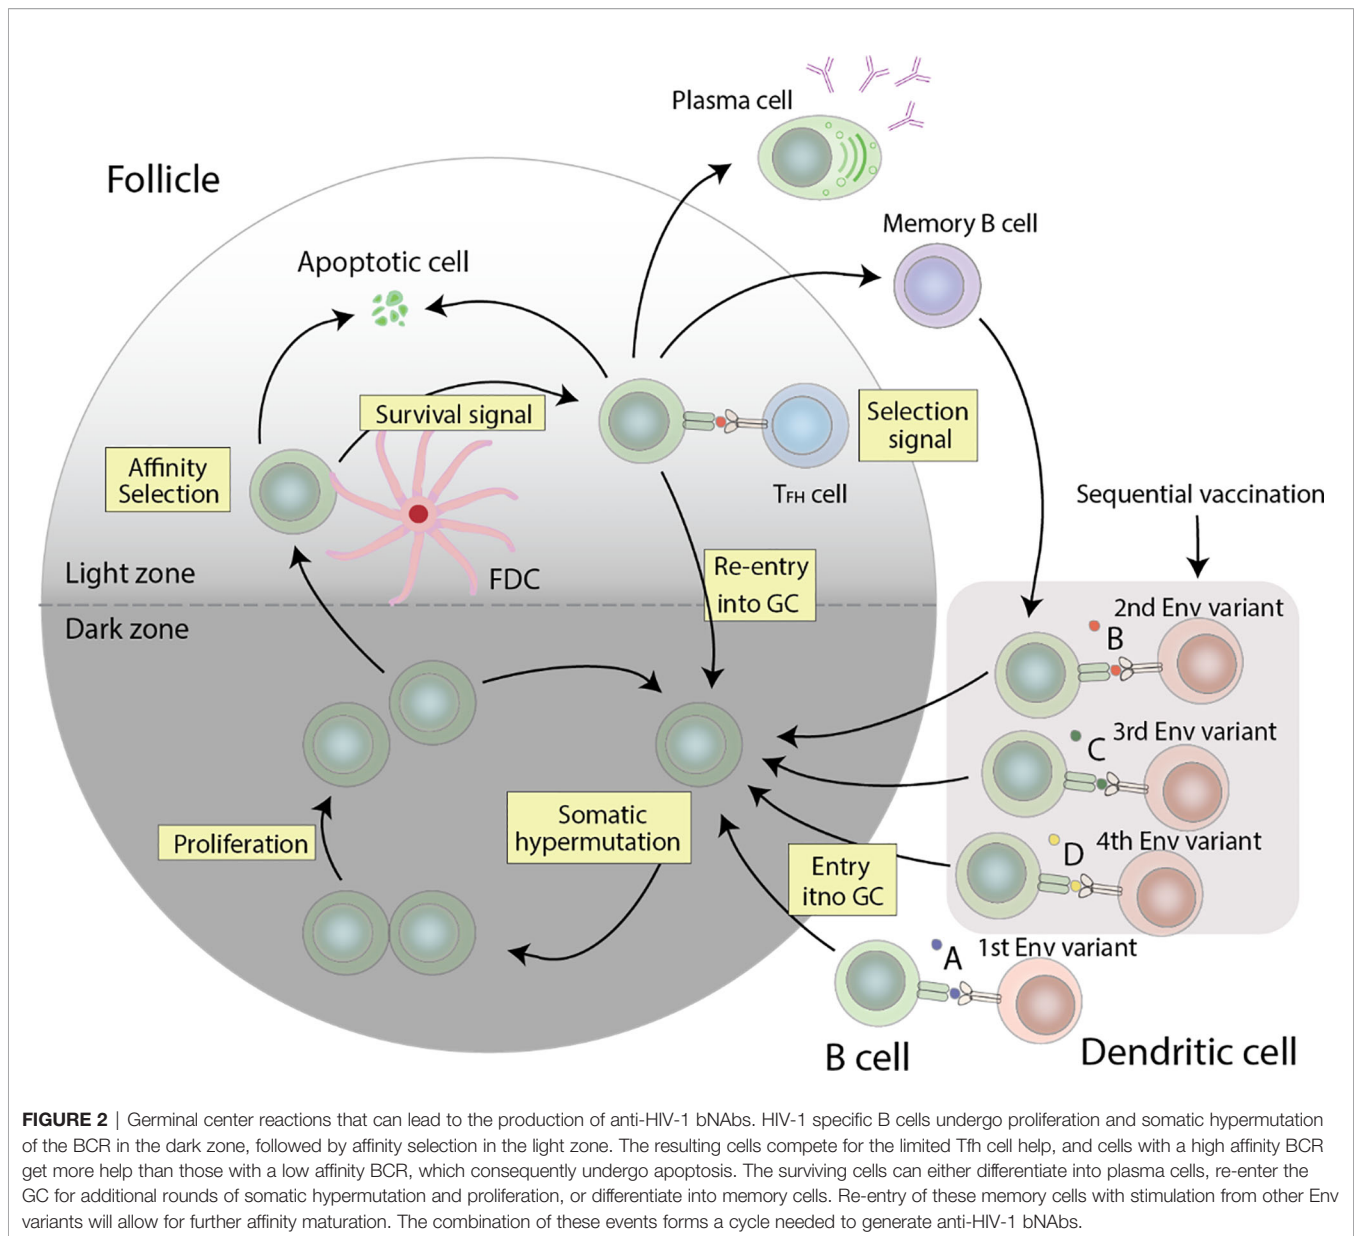 Plasma cell
Follicle
Memory B cell
Apoptotic cell
Survival signal
Selection
signal
Affinity
Selection
TFH cell
Sequential vaccination
Re-entry
into GC
Light zone
FDC
Dark zone
2nd Env variant
B
3rd Env variant
C
Somatic
hypermutation
Proliferation
4th Env variant
D
Entry
itno GC
1st Env variant
A
B cell
Dendritic cell
FIGURE 2 | Germinal center reactions that can lead to the production of anti-HIV-1 bNAbs. HIV-1 specific B cells undergo proliferation and somatic hypermutation
of the BCR in the dark zone, followed by affinity selection in the light zone. The resulting cells compete for the limited Tfh cell help, and cells with a high affinity BCR
get more help than those with a low affinity BCR, which consequently undergo apoptosis. The surviving cells can either differentiate into plasma cells, re-enter the
GC for additional rounds of somatic hypermutation and proliferation, or differentiate into memory cells. Re-entry of these memory cells with stimulation from other Env
variants will allow for further affinity maturation. The combination of these events forms a cycle needed to generate anti-HIV-1 bNAbs.